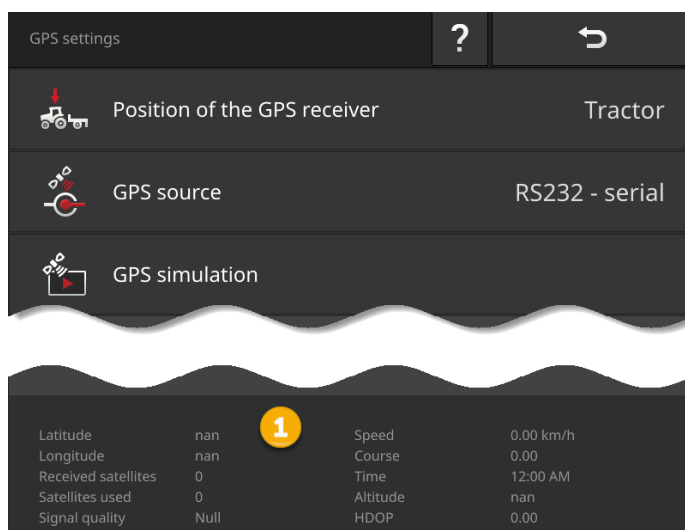 GPS settings ?
Position of the GPS receiver Tractor
GPS source RS232 - serial
GPS simulation
1
Latitude nan Speed 0.00 km/h
Longitude nan Course 0.00
Received satellites 0 Time 12:00 AM
Satellites used 0 Altitude nan
Signal quality Null HDOP 0.00